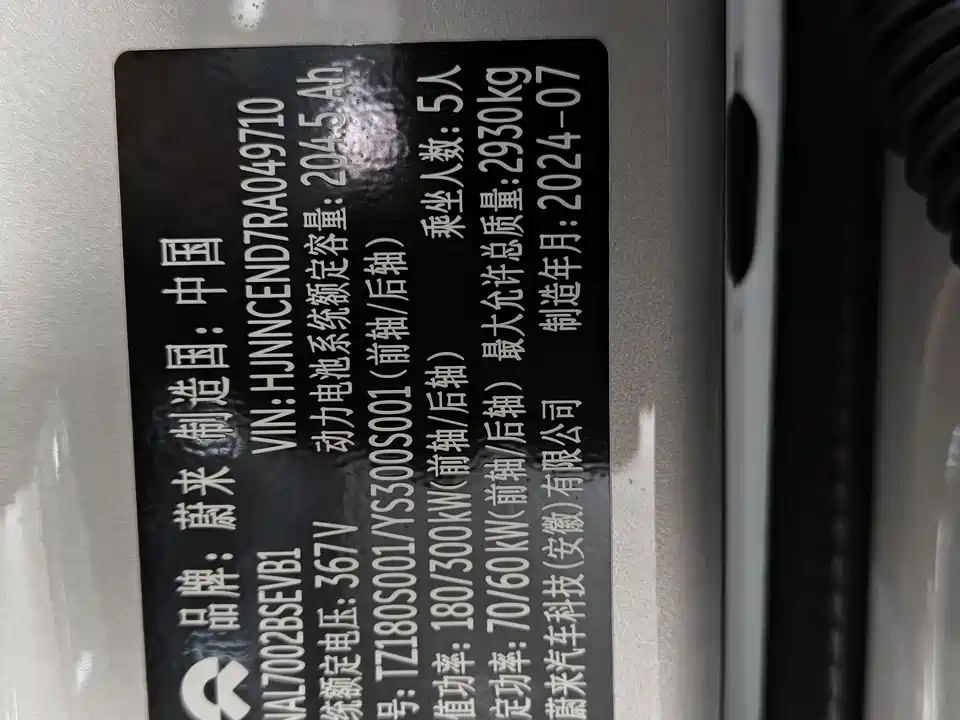 品牌：蔚来 制造国：中国
NAL7002BSEVB1 VIN:HJNNCEND7RA049710
统额定电压：367V 动力电池系统额定容量：204.5 Ah
号：TZ180S001/YS300S001(前轴/后轴)
值功率：180/300kW(前轴/后轴) 乘坐人数：5人
定功率：70/60kW(前轴/后轴) 最大允许总质量：2930kg
蔚来汽车科技(安徽)有限公司 制造年月：2024-07